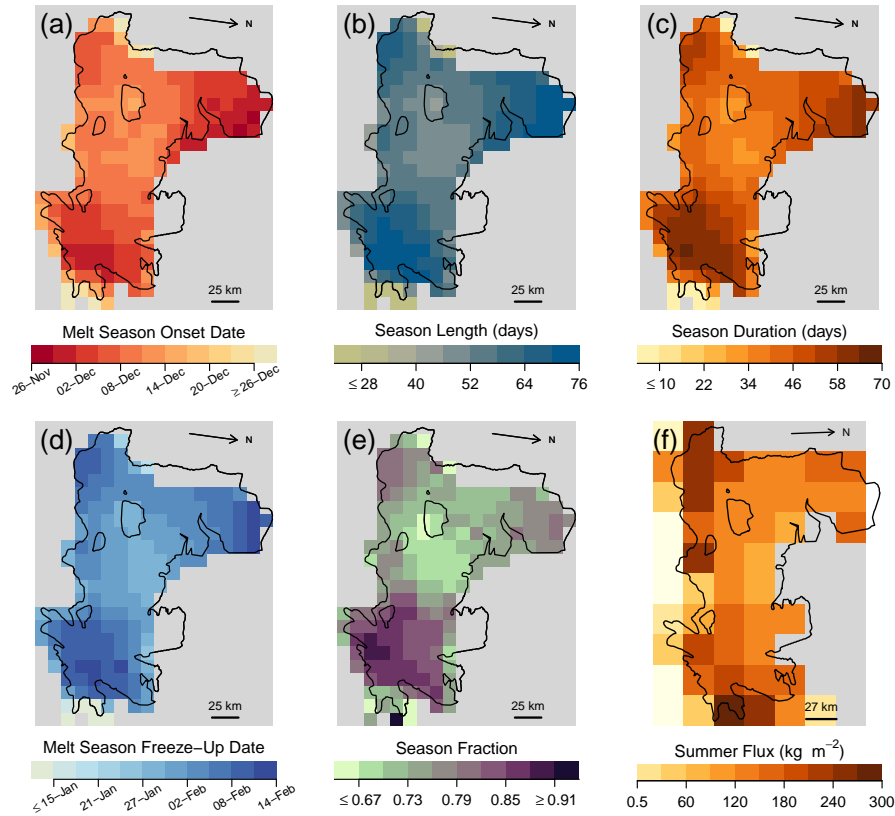 (a) N (b) N (c) N
25 km 25 km 25 km
Melt Season Onset Date Season Length (days) Season Duration (days)
26−Nov 02−Dec 08−Dec 14−Dec 20−Dec ≥ 26−Dec ≤ 28 40 52 64 76 ≤ 10 22 34 46 58 70
(d) N (e) N (f) N
25 km 25 km 27 km
Melt Season Freeze−Up Date Season Fraction Summer Flux (kg m−2)
≤ 15−Jan 21−Jan 27−Jan 02−Feb 08−Feb 14−Feb ≤ 0.67 0.73 0.79 0.85 ≥ 0.91 0.5 60 120 180 240 300